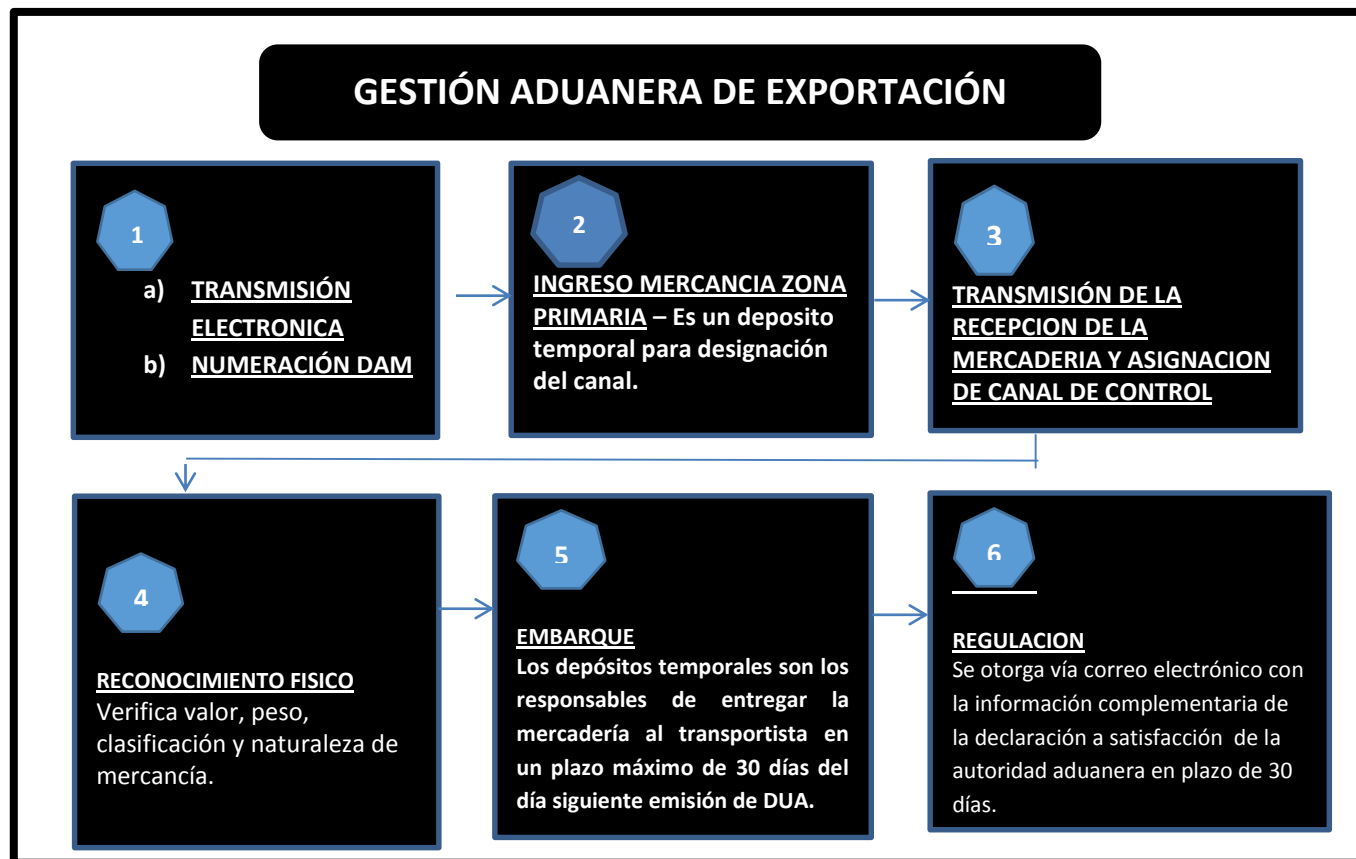 GESTIÓN ADUANERA DE EXPORTACIÓN
1
a) TRANSMISIÓN
ELECTRONICA
b) NUMERACIÓN DAM
2
INGRESO MERCANCIA ZONA
PRIMARIA – Es un deposito
temporal para designación
del canal.
3
TRANSMISIÓN DE LA
RECEPCION DE LA
MERCADERIA Y ASIGNACION
DE CANAL DE CONTROL
4
RECONOCIMIENTO FISICO
Verifica valor, peso,
clasificación y naturaleza de
mercancía.
5
EMBARQUE
Los depósitos temporales son los
responsables de entregar la
mercadería al transportista en
un plazo máximo de 30 días del
día siguiente emisión de DUA.
6
REGULACION
Se otorga vía correo electrónico con
la información complementaria de
la declaración a satisfacción de la
autoridad aduanera en plazo de 30
días.